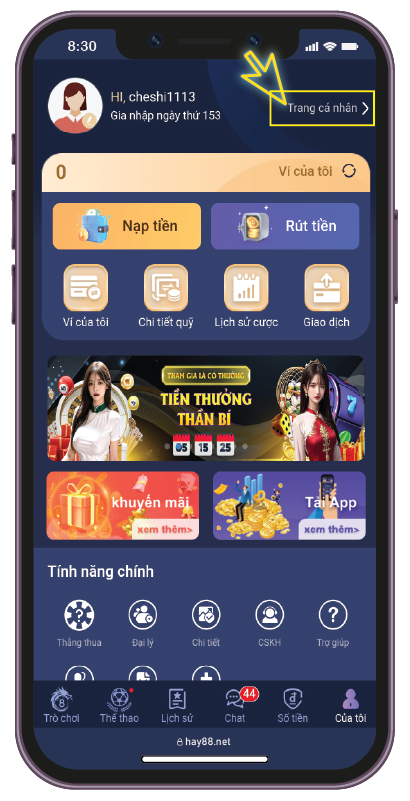 8:30
HI, cheshi1113
Gia nhập ngày thứ 153
Trang cá nhân
0
Ví của tôi
Nạp tiền
Rút tiền
Ví của tôi
Chi tiết quỹ
Lịch sử cược
Giao dịch
THAM GIA LÀ CÓ THƯỞNG
TIỀN THƯỞNG
THẦN BÍ
05 15 25
khuyến mãi
xem thêm>
Tải App
xem thêm>
Tính năng chính
Thắng thua
Đại lý
Chi tiết
CSKH
Trợ giúp
44
Trò chơi
Thể thao
Lịch sử
Chat
Số tiền
Của tôi
hay88.net